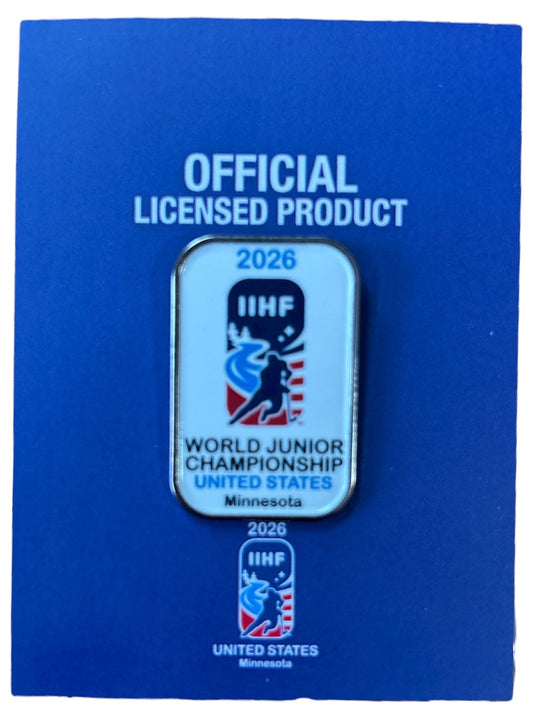 OFFICIAL
LICENSED PRODUCT
2026
IIHF
WORLD JUNIOR
CHAMPIONSHIP
UNITED STATES
Minnesota
2026
IIHF
UNITED STATES
Minnesota